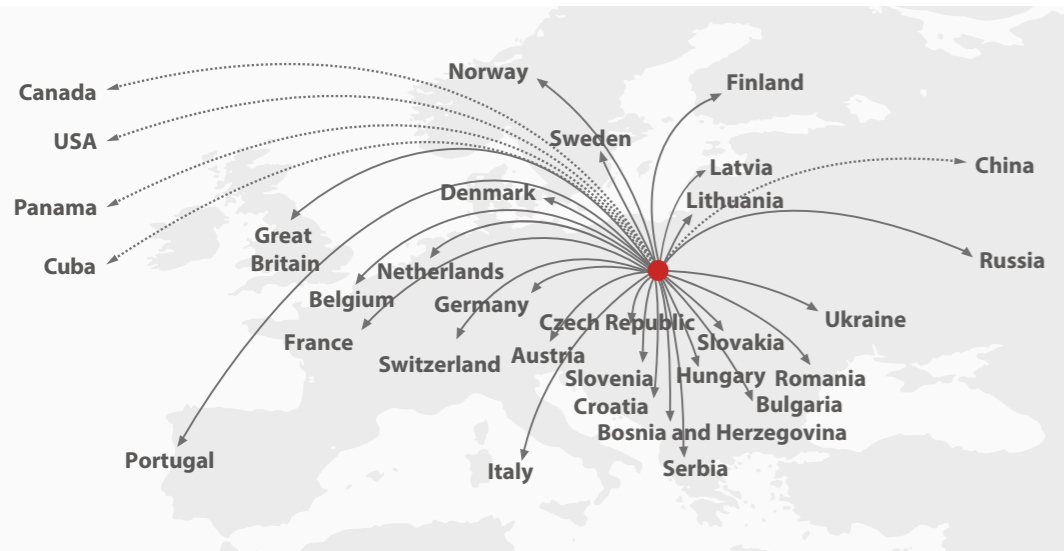 Norway
Finland
Canada
USA
Sweden
Latvia
China
Denmark
Lithuania
Panama
Great
Britain
Cuba
Russia
Netherlands
Belgium
Germany
Ukraine
Czech Republic
France
Slovakia
Austria
Switzerland
Slovenia
Hungary
Romania
Croatia
Bulgaria
Bosnia and Herzegovina
Portugal
Italy
Serbia